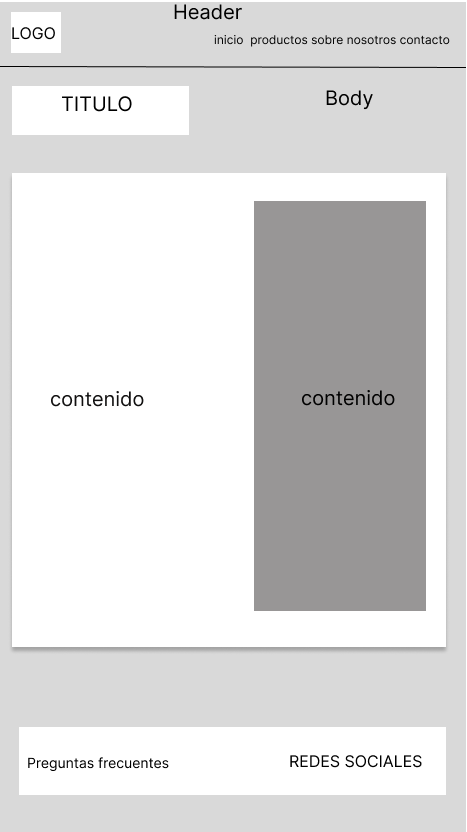 Header
LOGO
inicio productos sobre nosotros contacto
TITULO
Body
contenido
contenido
Preguntas frecuentes
REDES SOCIALES